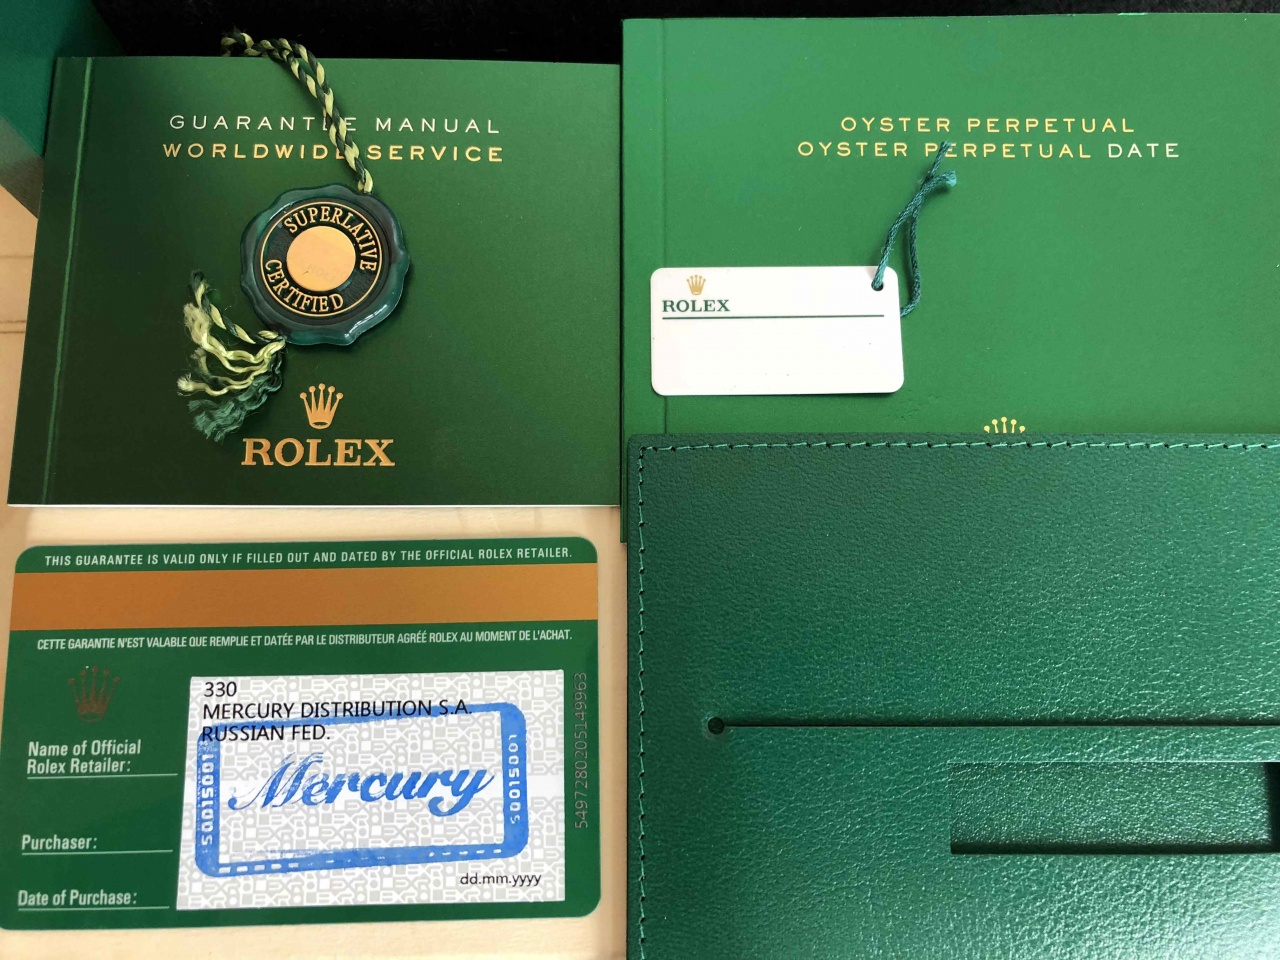 GUARANTEE MANUAL
WORLDWIDE SERVICE
SUPERLATIVE
CERTIFIED
ROLEX
OYSTER PERPETUAL
OYSTER PERPETUAL DATE
ROLEX
THIS GUARANTEE IS VALID ONLY IF FILLED OUT AND DATED BY THE OFFICIAL ROLEX RETAILER.
CETTE GARANTIE N'EST VALABLE QUE REMPLIE ET DATÉE PAR LE DISTRIBUTEUR AGRÉÉ ROLEX AU MOMENT DE L'ACHAT.
330
MERCURY DISTRIBUTION S.A.
RUSSIAN FED.
Mercury
dd.mm.yyyy
Name of Official
Rolex Retailer:
Purchaser:
Date of Purchase:
5497280205149963